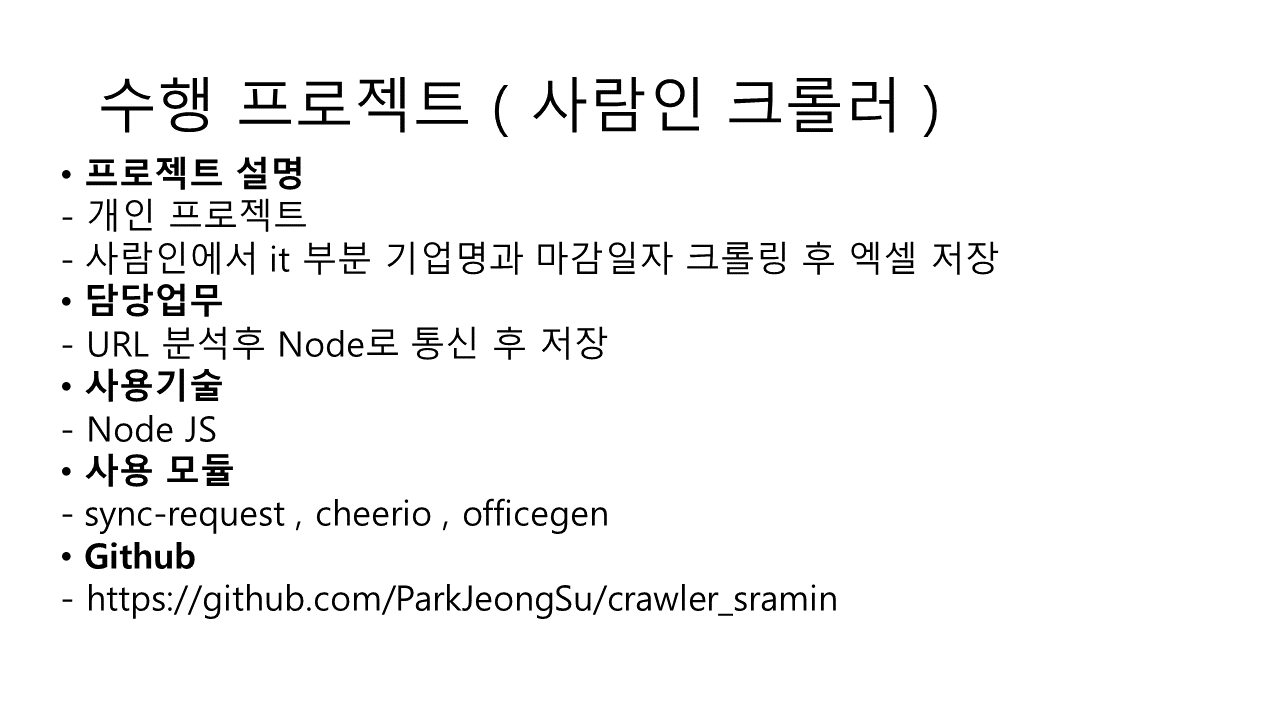 수행 프로젝트 ( 사람인 크롤러 )
• 프로젝트 설명
- 개인 프로젝트
- 사람인에서 it 부분 기업명과 마감일자 크롤링 후 엑셀 저장
• 담당업무
- URL 분석후 Node로 통신 후 저장
• 사용기술
- Node JS
• 사용 모듈
- sync-request , cheerio , officegen
• Github
- https://github.com/ParkJeongSu/crawler_sramin